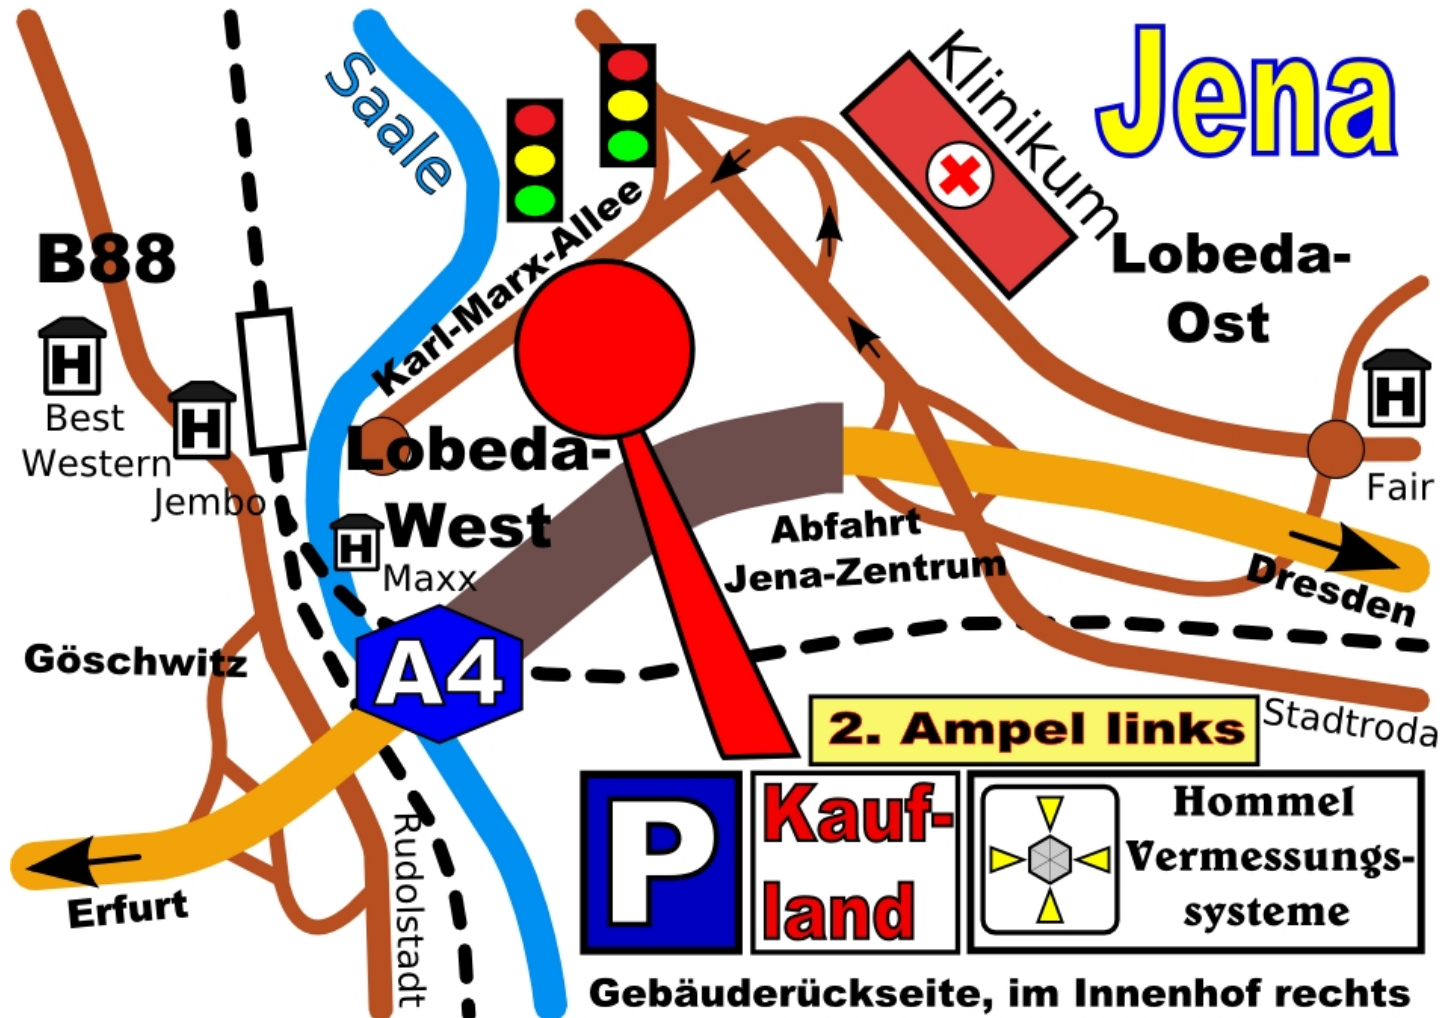 Jena
Saale
Klinikum
Karl-Marx-Allee
B88
Lobeda-
Ost
H
Best
Western
H
Jembo
H
Fair
Lobeda-
West
H
Maxx
Abfahrt
Jena-Zentrum
Dresden
Göschwitz
A4
Stadtroda
2. Ampel links
Erfurt
Rudolstadt
P
Kauf-
land
Hommel
Vermessungs-
systeme
Gebäuderückseite, im Innenhof rechts